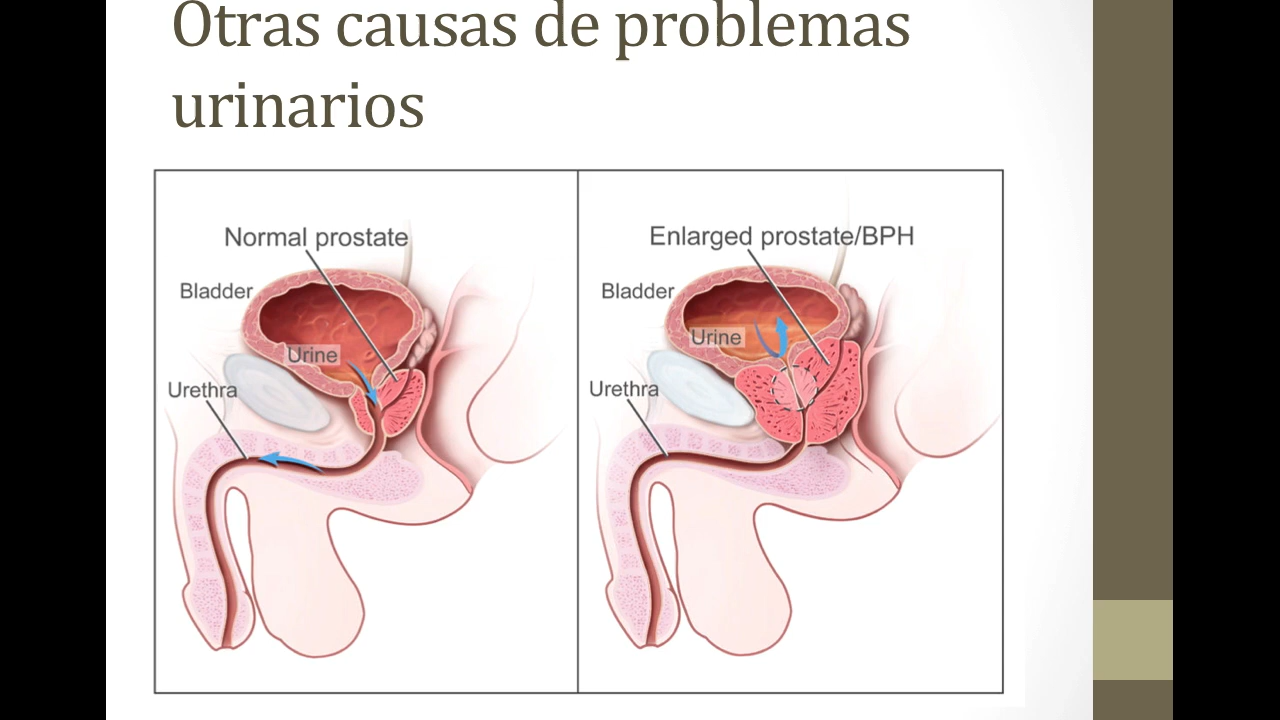 Otras causas de problemas
urinarios
Normal prostate
Bladder
Urine
Urethra
Enlarged prostate/BPH
Bladder
Urine
Urethra